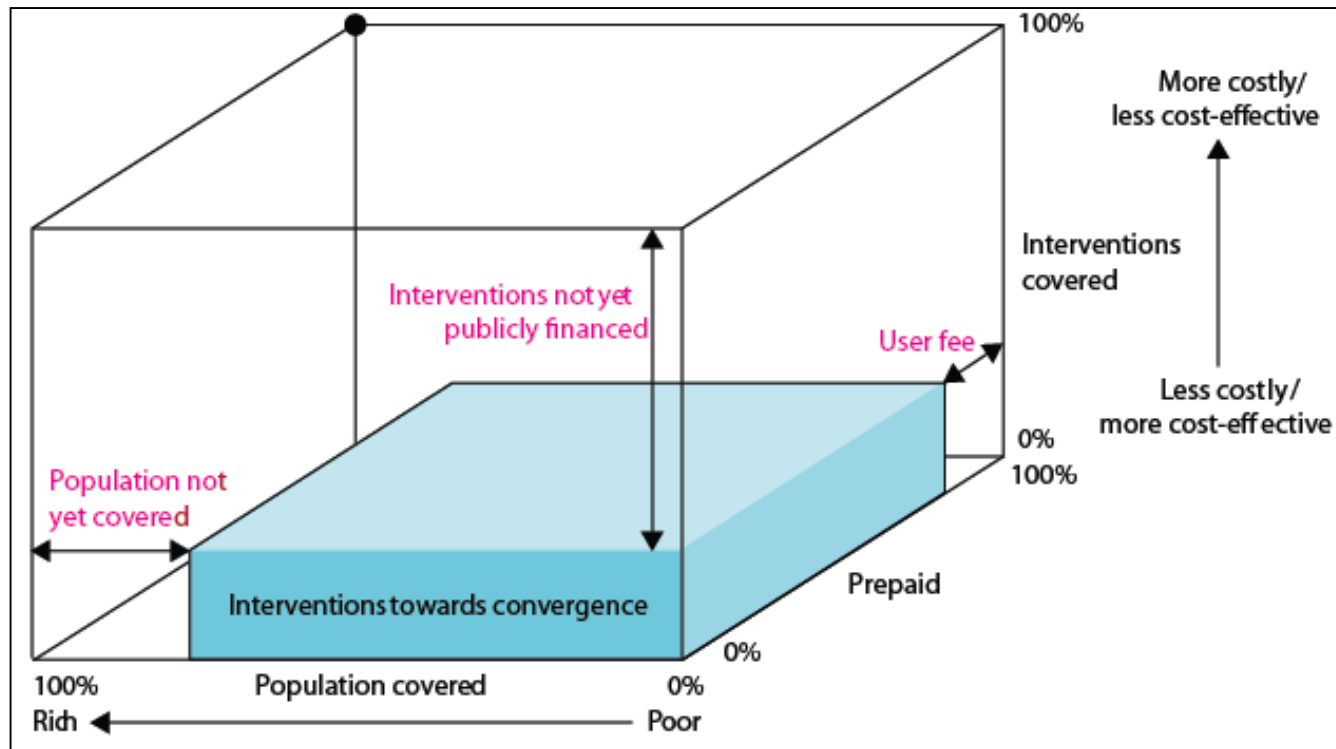 100%
More costly/
less cost-effective
Interventions
covered
Interventions not yet
publicly financed
User fee
Less costly/
more cost-effective
0%
100%
Population not
yet covered
Prepaid
Interventions towards convergence
0%
100%
Population covered
0%
Rich
Poor